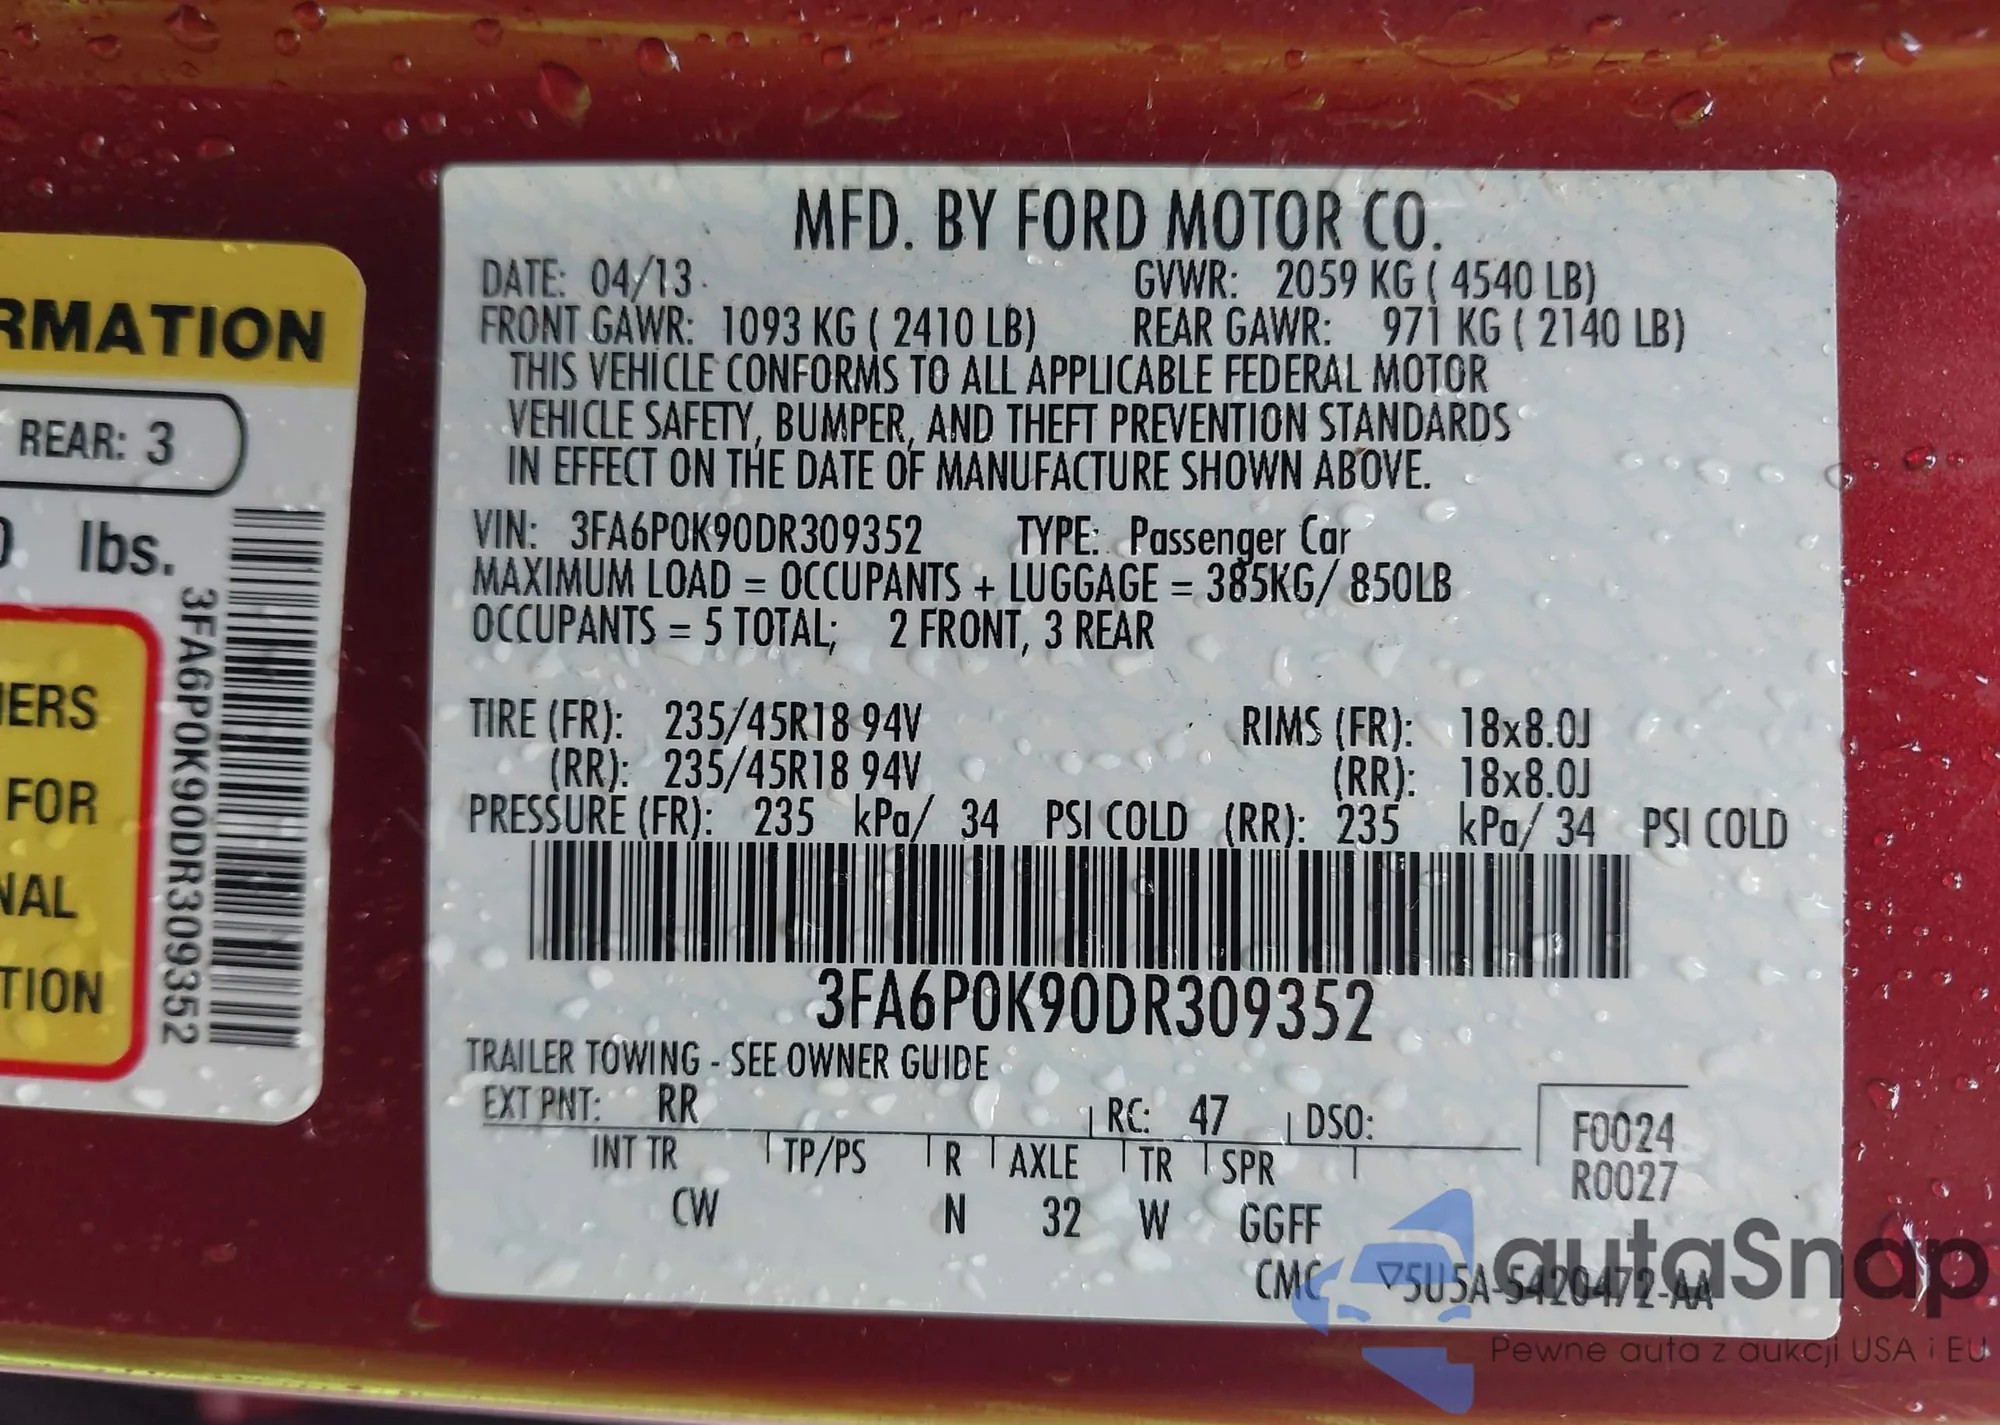 RMATION
REAR: 3
lbs.
3FA6P0K90DR309352
IERS
FOR
NAL
TION
MFD. BY FORD MOTOR CO.
DATE: 04/13 GVWR: 2059 KG ( 4540 LB)
FRONT GAWR: 1093 KG ( 2410 LB) REAR GAWR: 971 KG ( 2140 LB)
THIS VEHICLE CONFORMS TO ALL APPLICABLE FEDERAL MOTOR
VEHICLE SAFETY, BUMPER, AND THEFT PREVENTION STANDARDS
IN EFFECT ON THE DATE OF MANUFACTURE SHOWN ABOVE.
VIN: 3FA6P0K90DR309352 TYPE: Passenger Car
MAXIMUM LOAD = OCCUPANTS + LUGGAGE = 385KG/ 850LB
OCCUPANTS = 5 TOTAL; 2 FRONT, 3 REAR
TIRE (FR): 235/45R18 94V RIMS (FR): 18x8.0J
(RR): 235/45R18 94V (RR): 18x8.0J
PRESSURE (FR): 235 kPa/ 34 PSI COLD (RR): 235 kPa/ 34 PSI COLD
3FA6P0K90DR309352
TRAILER TOWING - SEE OWNER GUIDE
EXT PNT: RR RC: 47 DSO: F0024
INT TR TP/PS R AXLE TR SPR R0027
CW N 32 W GGFF
CMC ▽5U5A-5420472-AA
autaSnap
Pewne auta z aukcji USA i EU